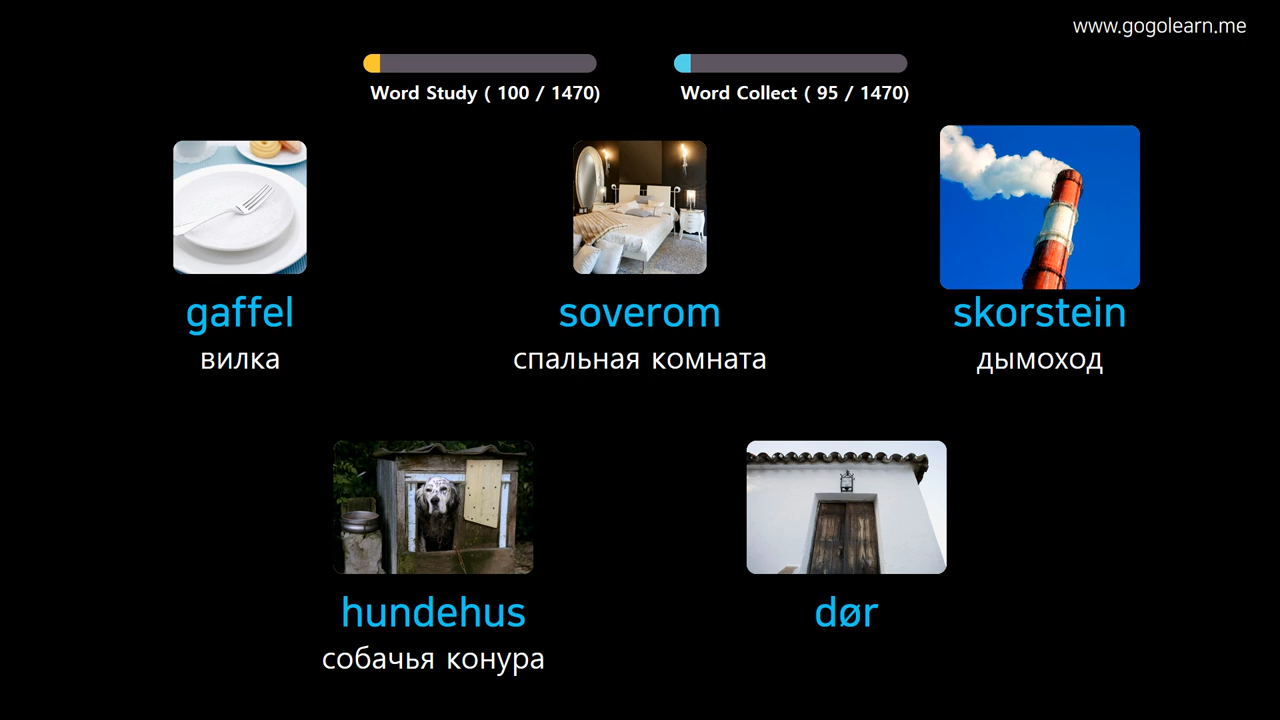 www.gogolearn.me
Word Study ( 100 / 1470)
Word Collect ( 95 / 1470)
gaffel
вилка
soverom
спальная комната
skorstein
дымоход
hundehus
собачья конура
dør